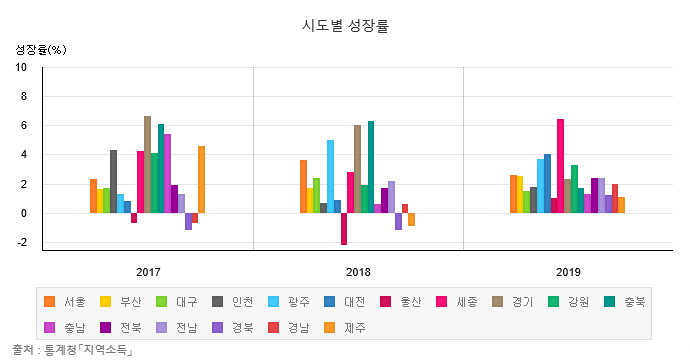 시도별 성장률
성장률(%)
10
8
6
4
2
0
-2
2017 2018 2019
서울 부산 대구 인천 광주 대전 울산 세종 경기 강원 충북
충남 전북 전남 경북 경남 제주
출처 : 통계청「지역소득」